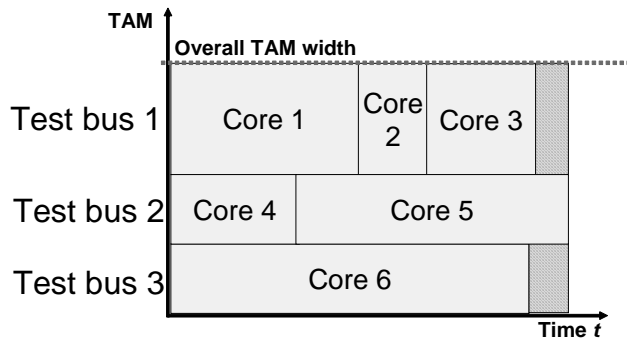 TAM
Overall TAM width
Test bus 1
Core 1
Core
2
Core 3
Test bus 2
Core 4
Core 5
Test bus 3
Core 6
Time t